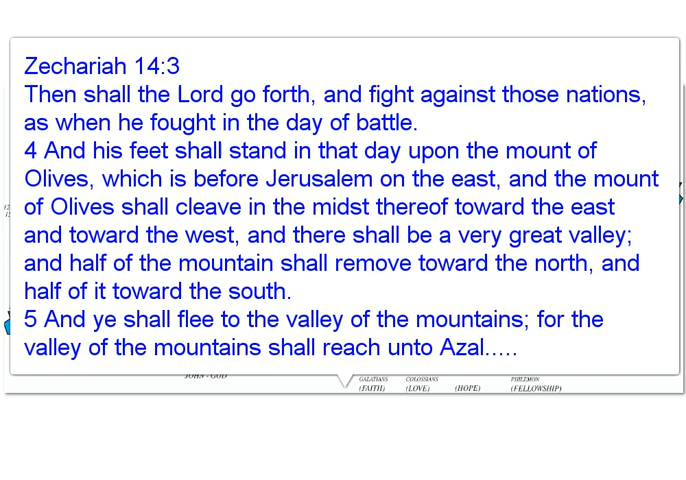 Zechariah 14:3
Then shall the Lord go forth, and fight against those nations,
as when he fought in the day of battle.
4 And his feet shall stand in that day upon the mount of
Olives, which is before Jerusalem on the east, and the mount
of Olives shall cleave in the midst thereof toward the east
and toward the west, and there shall be a very great valley;
and half of the mountain shall remove toward the north, and
half of it toward the south.
5 And ye shall flee to the valley of the mountains; for the
valley of the mountains shall reach unto Azal.....
JOHN - GOD
GALATIANS COLOSSIANS PHILEMON
(FAITH) (LOVE) (HOPE) (FELLOWSHIP)